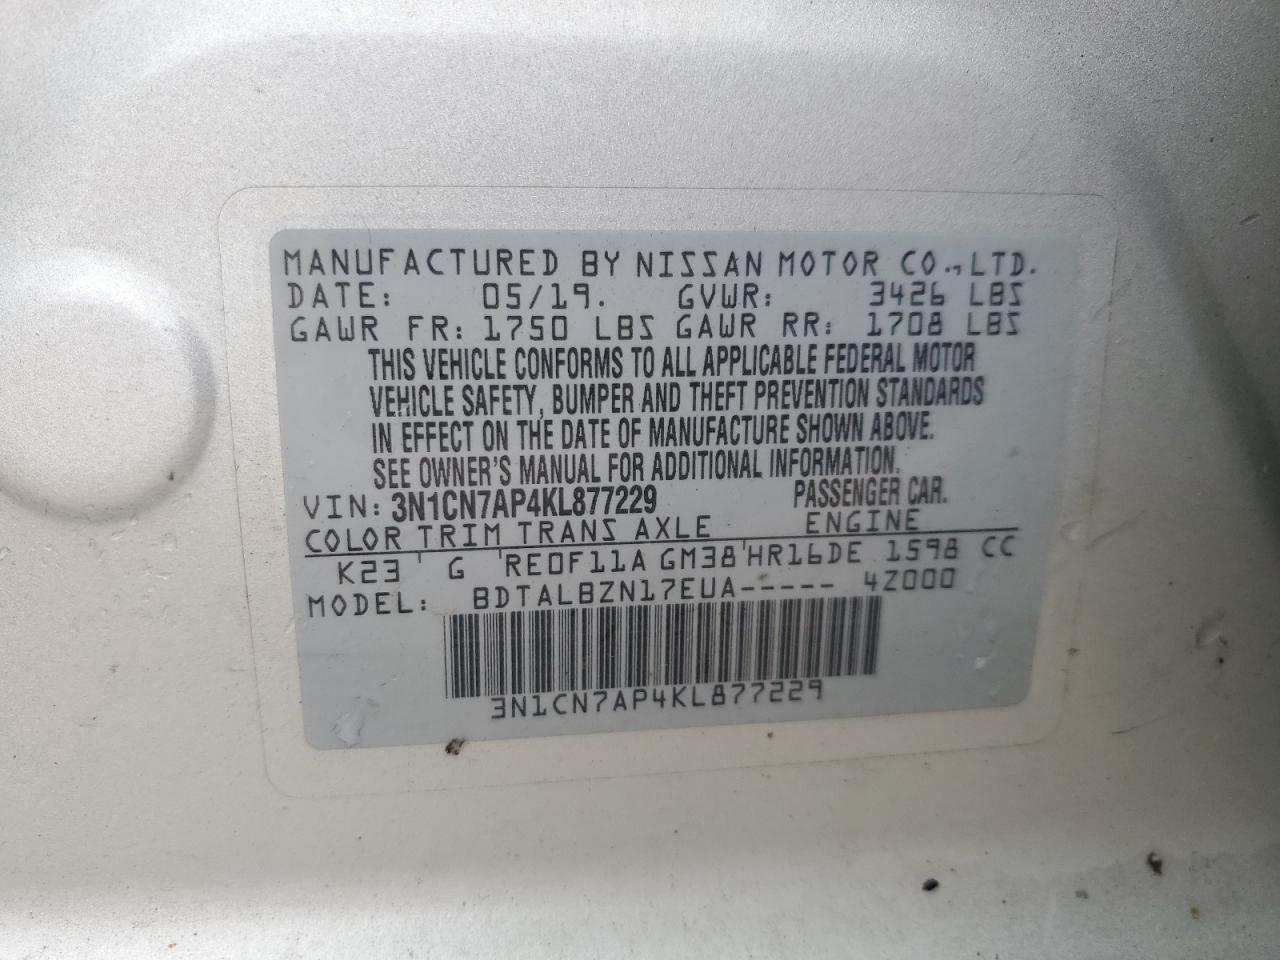 MANUFACTURED BY NISSAN MOTOR CO.,LTD.
DATE: 05/19. GVWR: 3426 LBS
GAWR FR: 1750 LBS GAWR RR: 1708 LBS
THIS VEHICLE CONFORMS TO ALL APPLICABLE FEDERAL MOTOR
VEHICLE SAFETY, BUMPER AND THEFT PREVENTION STANDARDS
IN EFFECT ON THE DATE OF MANUFACTURE SHOWN ABOVE.
SEE OWNER'S MANUAL FOR ADDITIONAL INFORMATION.
VIN: 3N1CN7AP4KL877229 PASSENGER CAR.
COLOR TRIM TRANS AXLE ENGINE
K23 ' G ' RE0F11A GM38 ' HR16DE 1598 CC
MODEL: BDTALBZN17EUA----- 4Z000
3N1CN7AP4KL877229